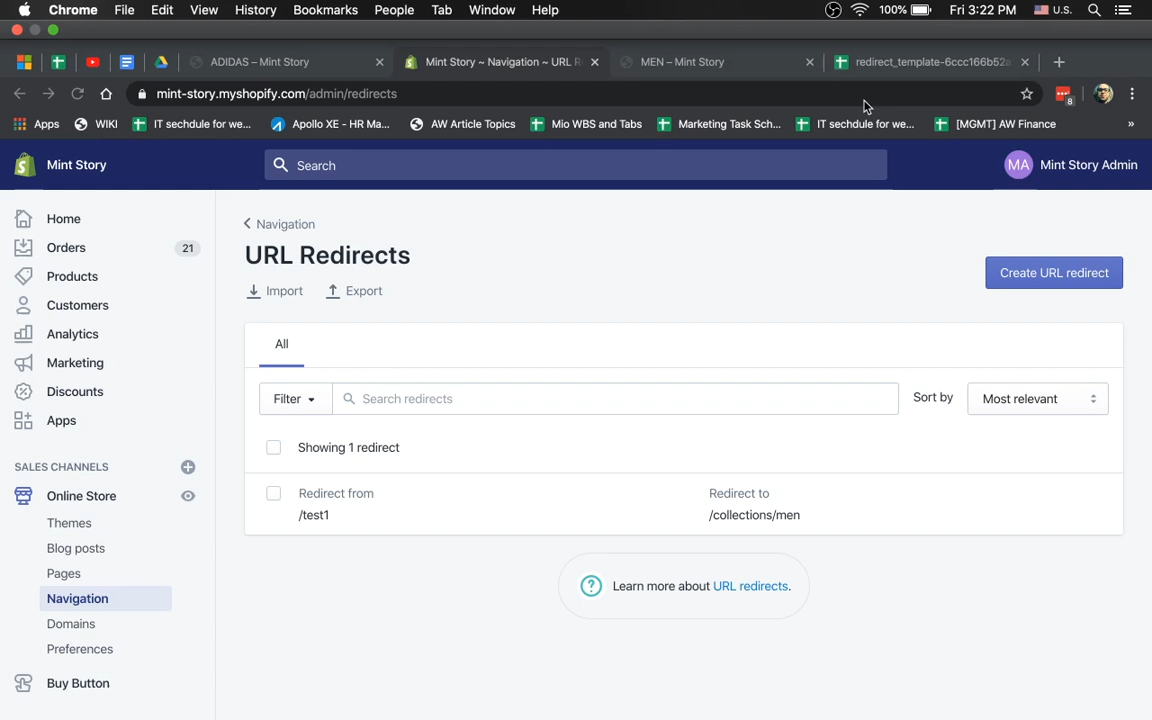 Chrome File Edit View History Bookmarks People Tab Window Help 100% Fri 3:22 PM U.S.
ADIDAS – Mint Story Mint Story ~ Navigation ~ URL R MEN – Mint Story redirect_template-6ccc166b52a
mint-story.myshopify.com/admin/redirects 8
Apps WIKI IT sechdule for we... Apollo XE - HR Ma... AW Article Topics Mio WBS and Tabs Marketing Task Sch... IT sechdule for we... [MGMT] AW Finance »
Mint Story Search MA Mint Story Admin
Home
Orders 21
Products
Customers
Analytics
Marketing
Discounts
Apps
SALES CHANNELS
Online Store
Themes
Blog posts
Pages
Navigation
Domains
Preferences
Buy Button
Navigation
URL Redirects
Import Export
Create URL redirect
All
Filter Search redirects Sort by Most relevant
Showing 1 redirect
Redirect from Redirect to
/test1 /collections/men
? Learn more about URL redirects.